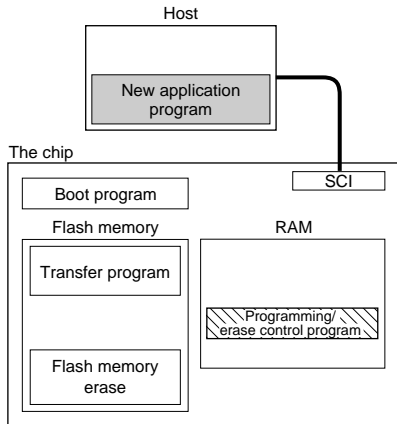 Host
New application
program
The chip
SCI
Boot program
Flash memory
RAM
Transfer program
Programming/
erase control program
Flash memory
erase